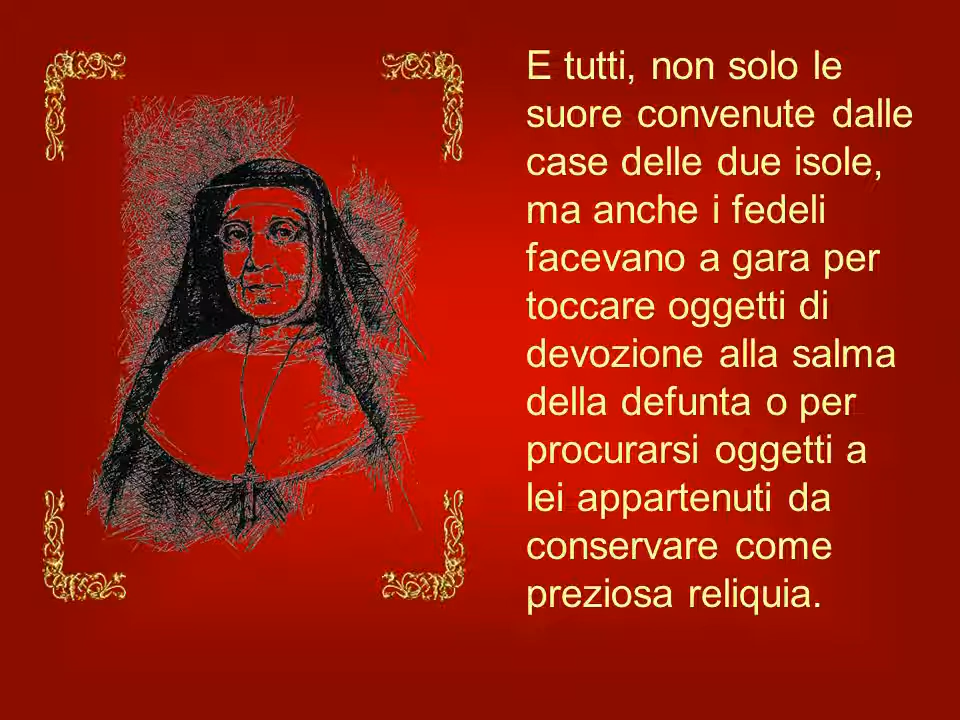 E tutti, non solo le
suore convenute dalle
case delle due isole,
ma anche i fedeli
facevano a gara per
toccare oggetti di
devozione alla salma
della defunta o per
procurarsi oggetti a
lei appartenuti da
conservare come
preziosa reliquia.